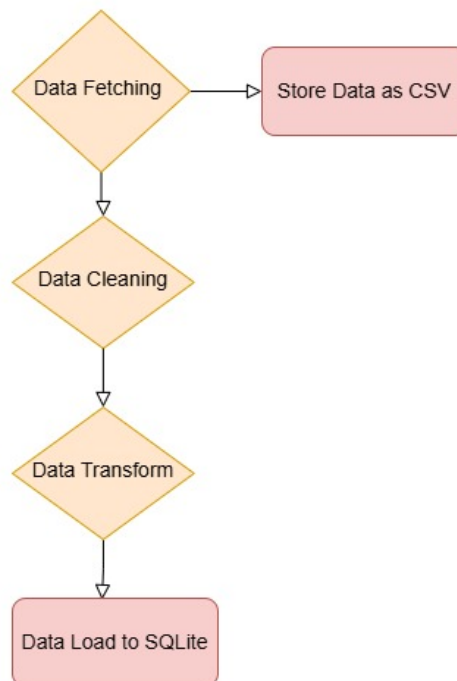 Data Fetching
Store Data as CSV
Data Cleaning
Data Transform
Data Load to SQLite